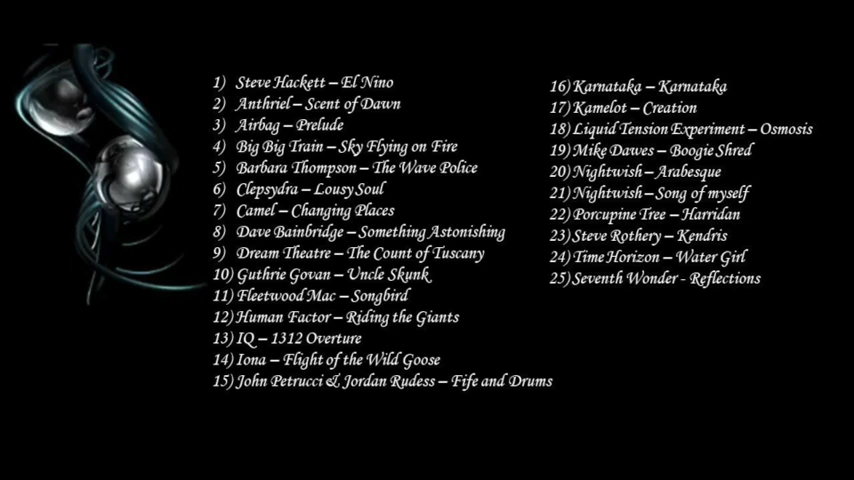 1) Steve Hackett – El Nino
2) Anthriel – Scent of Dawn
3) Airbag – Prelude
4) Big Big Train – Sky Flying on Fire
5) Barbara Thompson – The Wave Police
6) Clepsydra – Lousy Soul
7) Camel – Changing Places
8) Dave Bainbridge – Something Astonishing
9) Dream Theatre – The Count of Tuscany
10) Guthrie Govan – Uncle Skunk
11) Fleetwood Mac – Songbird
12) Human Factor – Riding the Giants
13) IQ – 1312 Overture
14) Iona – Flight of the Wild Goose
15) John Petrucci & Jordan Rudess – Fife and Drums
16) Karnataka – Karnataka
17) Kamelot – Creation
18) Liquid Tension Experiment – Osmosis
19) Mike Dawes – Boogie Shred
20) Nightwish – Arabesque
21) Nightwish – Song of myself
22) Porcupine Tree – Harridan
23) Steve Rothery – Kendris
24) Time Horizon – Water Girl
25) Seventh Wonder - Reflections